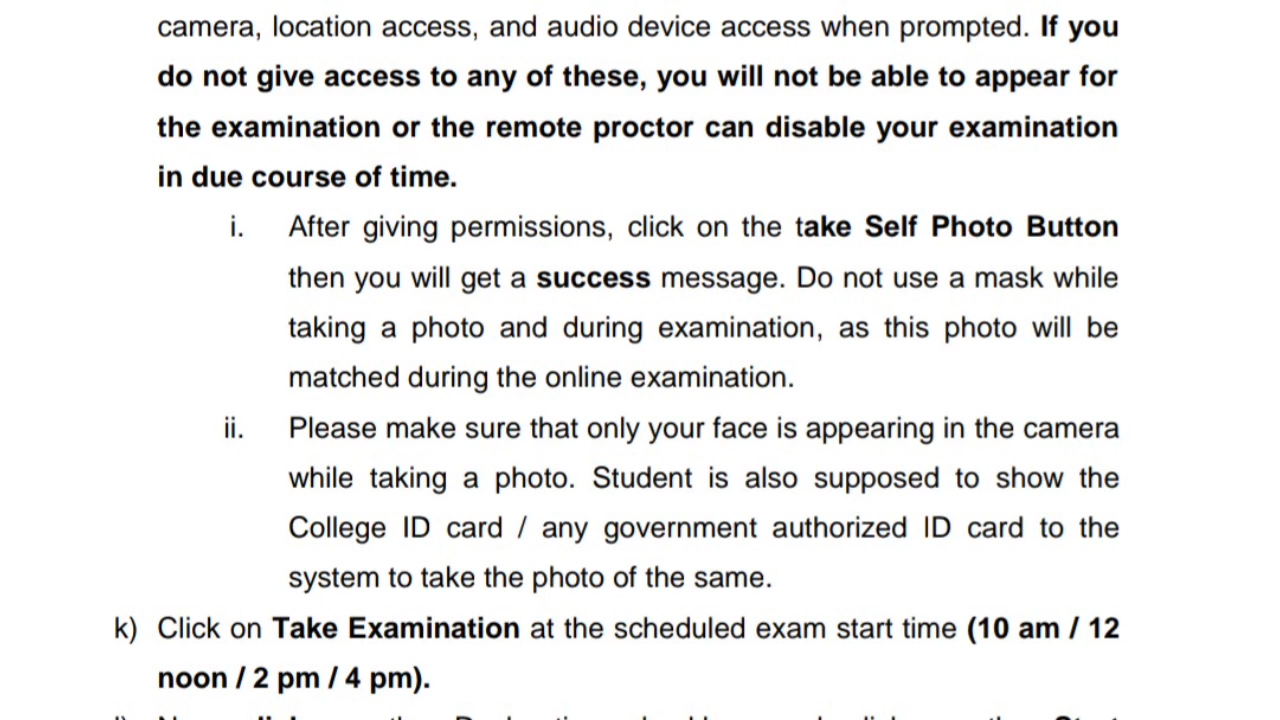 camera, location access, and audio device access when prompted. If you
do not give access to any of these, you will not be able to appear for
the examination or the remote proctor can disable your examination
in due course of time.
i. After giving permissions, click on the take Self Photo Button
then you will get a success message. Do not use a mask while
taking a photo and during examination, as this photo will be
matched during the online examination.
ii. Please make sure that only your face is appearing in the camera
while taking a photo. Student is also supposed to show the
College ID card / any government authorized ID card to the
system to take the photo of the same.
k) Click on Take Examination at the scheduled exam start time (10 am / 12
noon / 2 pm / 4 pm).